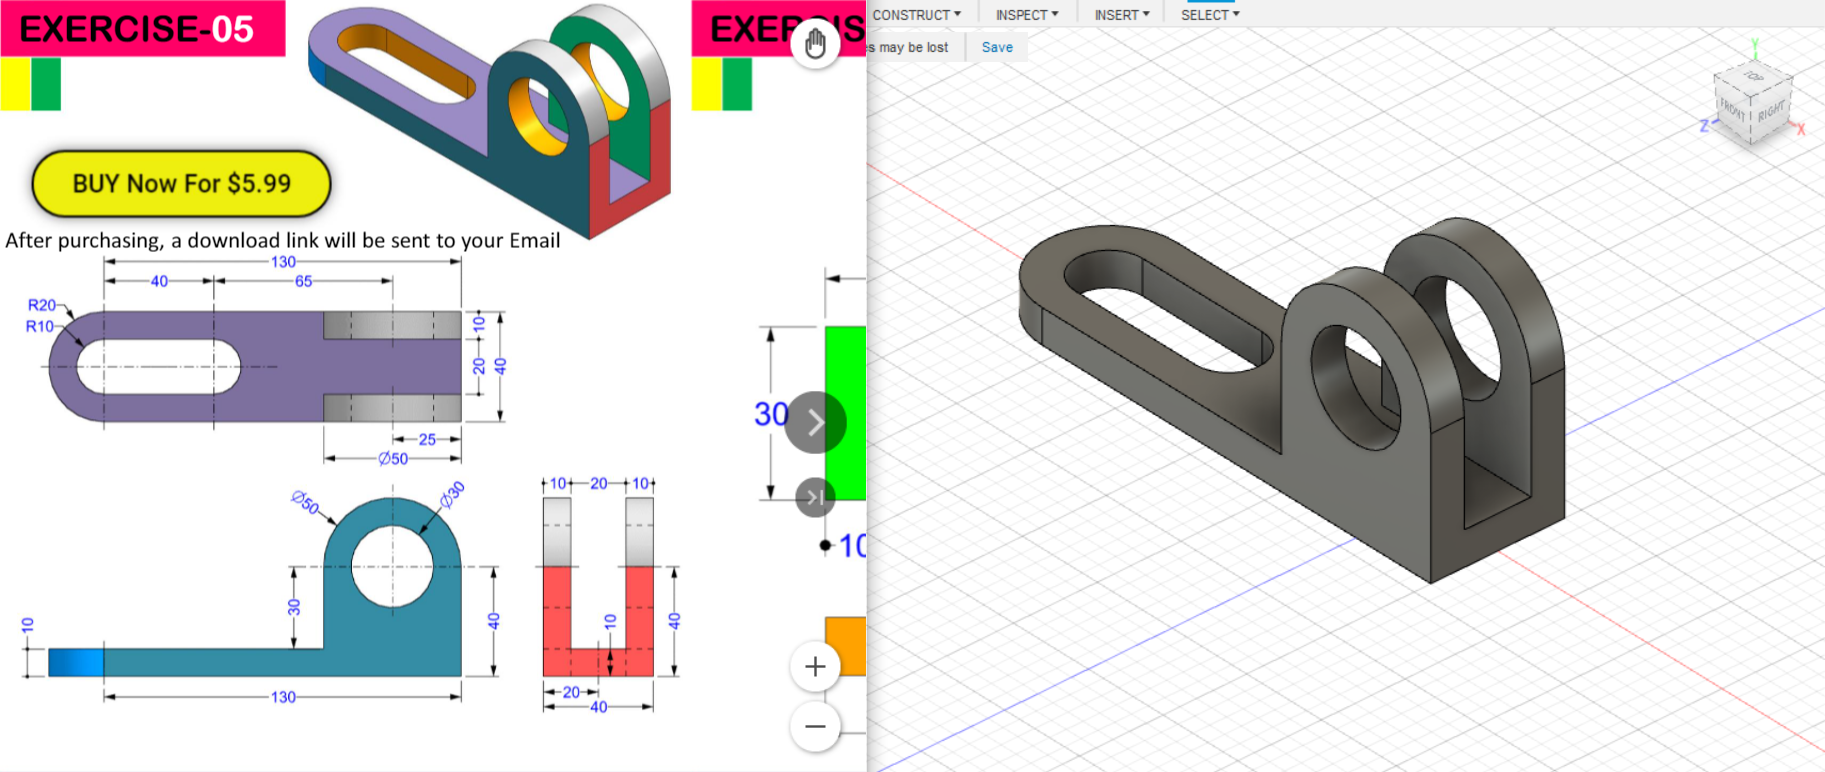 EXERCISE-05
BUY Now For $5.99
After purchasing, a download link will be sent to your Email
130
40
65
R20
R10
10
20
40
25
Ø50
Ø50
Ø30
30
10
40
130
10
20
10
10
40
20
40
30
10
CONSTRUCT
INSPECT
INSERT
SELECT
may be lost
Save
Y
TOP
FRONT
RIGHT
Z
X